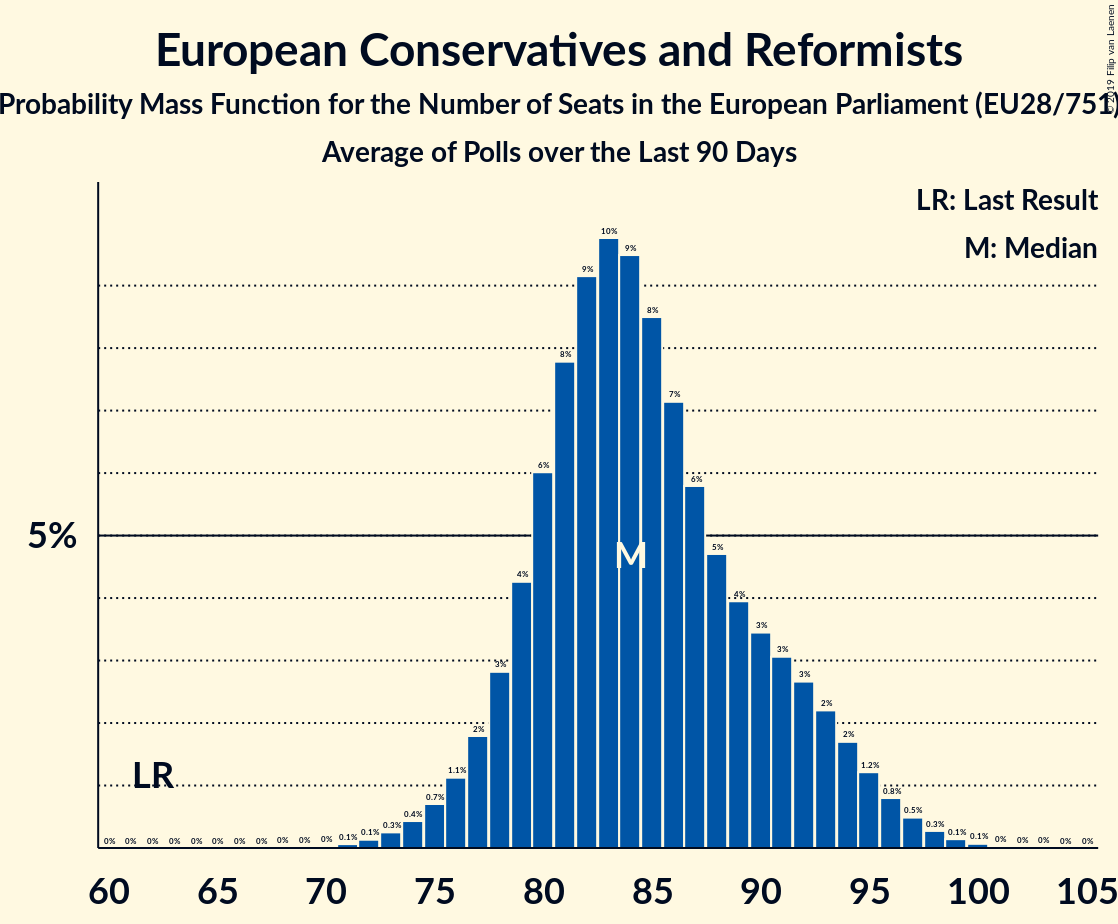 European Conservatives and Reformists
Probability Mass Function for the Number of Seats in the European Parliament (EU28/751)
Average of Polls over the Last 90 Days
© 2019 Filip van Laenen
LR: Last Result
M: Median
10%
9% 9%
8%
8%
7%
6% 6%
5%
5%
4% 4%
M
3% 3%
3%
3%
2% 2%
2%
LR
1.1% 1.2%
0.7% 0.8%
0.4% 0.5%
0.3% 0.3%
0% 0% 0% 0% 0% 0% 0% 0% 0% 0% 0% 0.1% 0.1% 0.1% 0.1% 0% 0% 0% 0% 0%
60 65 70 75 80 85 90 95 100 105